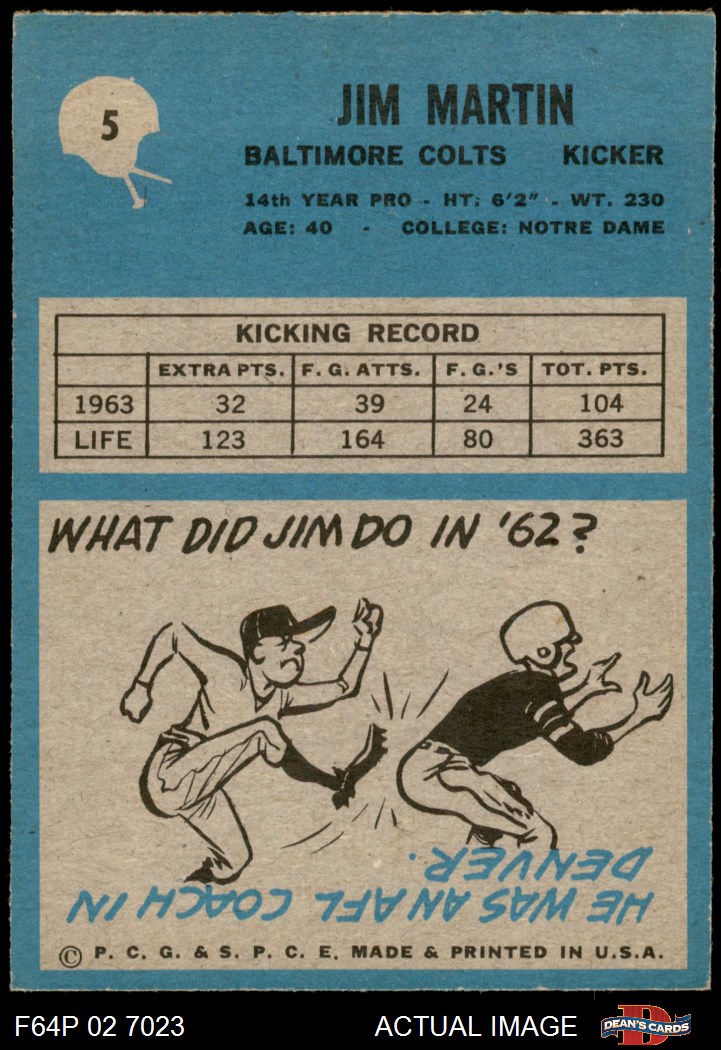 5
JIM MARTIN
BALTIMORE COLTS KICKER
14th YEAR PRO - HT: 6'2" - WT. 230
AGE: 40 - COLLEGE: NOTRE DAME
KICKING RECORD
EXTRA PTS. F. G. ATTS. F. G.'S TOT. PTS.
1963 32 39 24 104
LIFE 123 164 80 363
WHAT DID JIM DO IN '62?
HE WAS AN AFL COACH IN
DENVER.
© P. C. G. & S. P. C. E. MADE & PRINTED IN U.S.A.
F64P 02 7023 ACTUAL IMAGE D DEAN'S CARDS